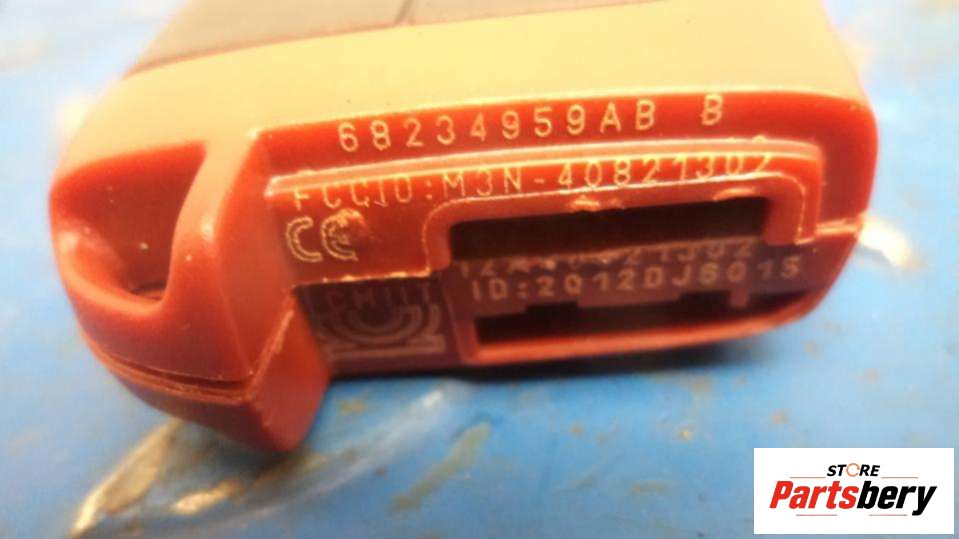 68234959AB B
FCCID:M3N-40821302
CE
ID:2012DJ6015
STORE
Partsbery